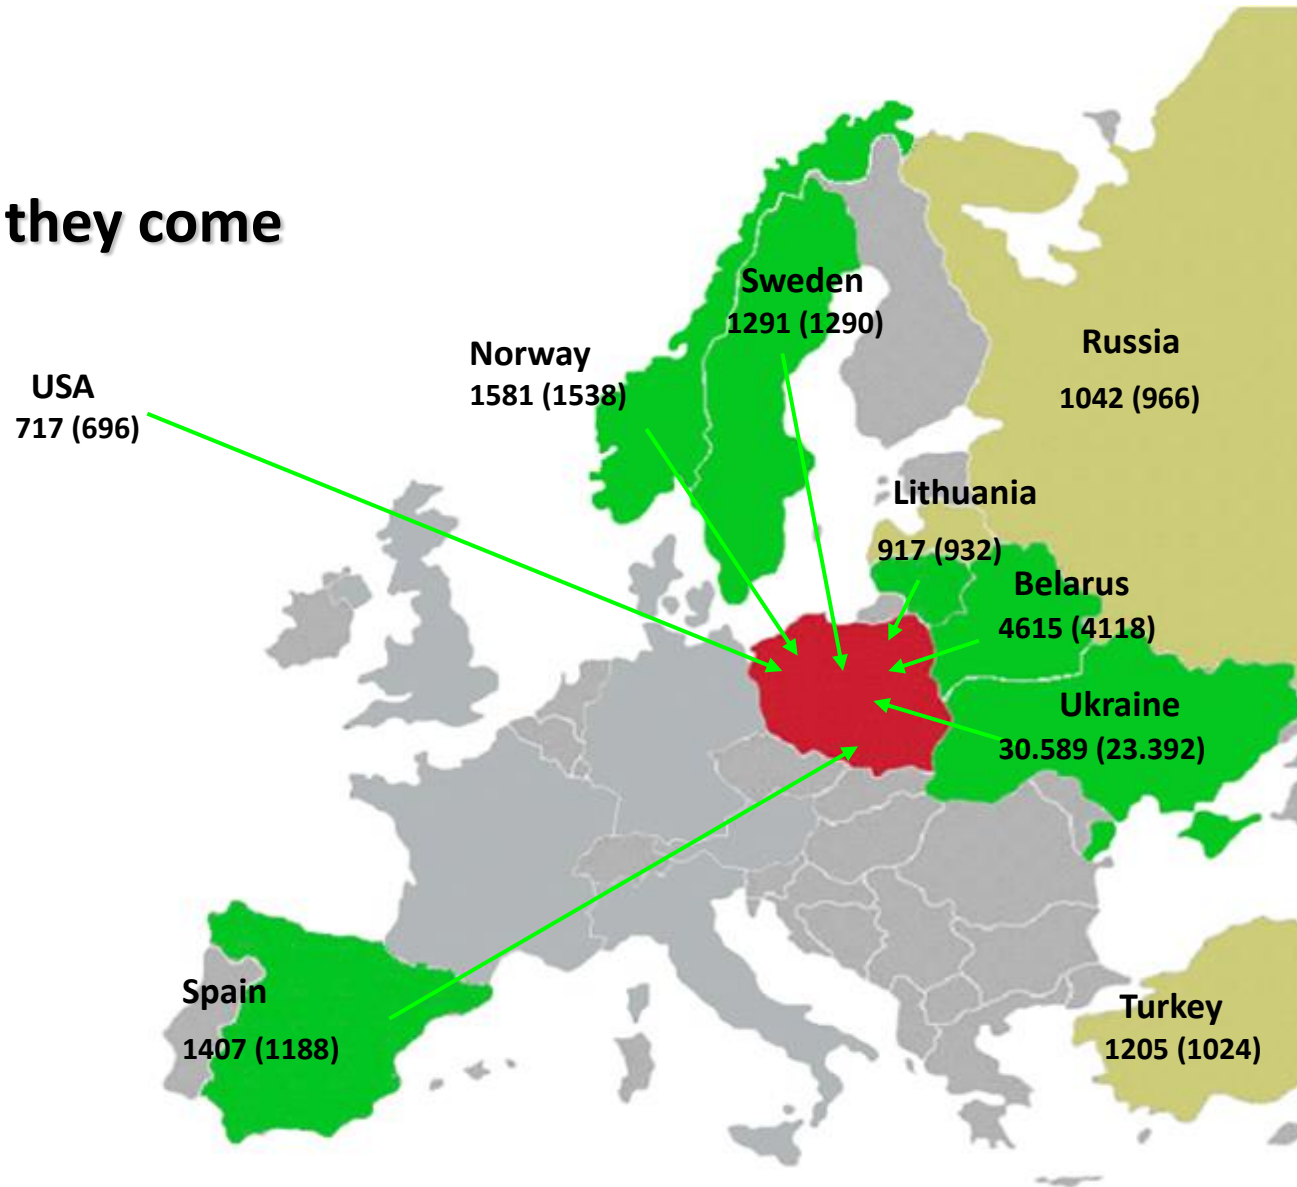 they come
Sweden
1291 (1290)
Norway
1581 (1538)
Russia
1042 (966)
USA
717 (696)
Lithuania
917 (932)
Belarus
4615 (4118)
Ukraine
30.589 (23.392)
Spain
1407 (1188)
Turkey
1205 (1024)